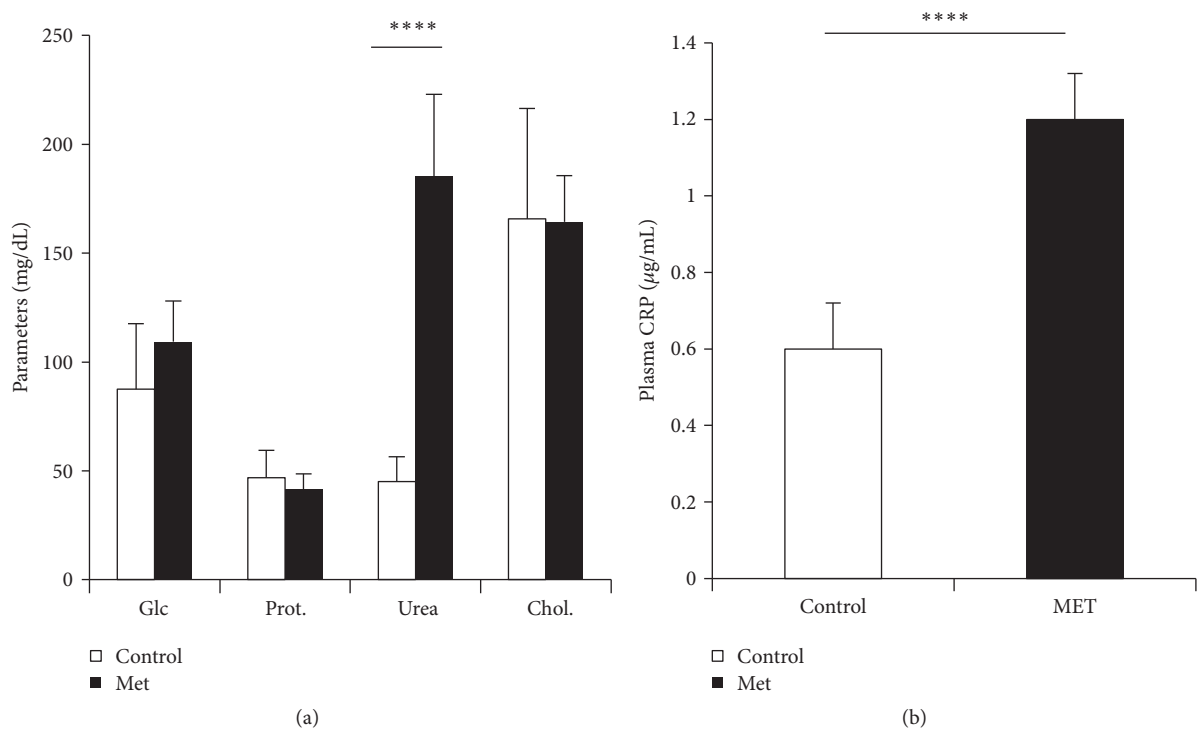 ****
250
200
150
100
50
0
Parameters (mg/dL)
Glc Prot. Urea Chol.
Control
Met
(a)
****
1.4
1.2
1
0.8
0.6
0.4
0.2
0
Plasma CRP (μg/mL)
Control MET
Control
Met
(b)